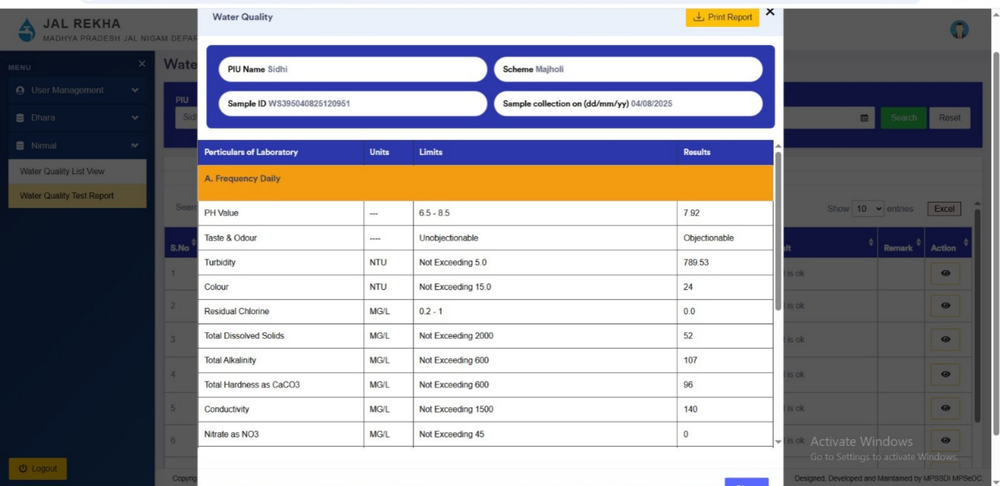 Water Quality
Print Report
×
JAL REKHA
MADHYA PRADESH JAL NIGAM
MENU
×
User Management
Dhara
Nirmal
Water Quality List View
Water Quality Test Report
Logout
PIU
PIU Name Sidhi
Scheme Majholi
Sample ID WS395040825120951
Sample collection on (dd/mm/yy) 04/08/2025
Search
Reset
Perticulars of Laboratory Units Limits Results
A. Frequency Daily
PH Value --- 6.5 - 8.5 7.92
Taste & Odour ---- Unobjectionable Objectionable
Turbidity NTU Not Exceeding 5.0 789.53
Colour NTU Not Exceeding 15.0 24
Residual Chlorine MG/L 0.2 - 1 0.0
Total Dissolved Solids MG/L Not Exceeding 2000 52
Total Alkalinity MG/L Not Exceeding 600 107
Total Hardness as CaCO3 MG/L Not Exceeding 600 96
Conductivity MG/L Not Exceeding 1500 140
Nitrate as NO3 MG/L Not Exceeding 45 0
Show 10 entries
Excel
S.No
Remark
Action
1
is ok
2
is ok
3
is ok
4
is ok
5
is ok
6
is ok
Activate Windows
Go to Settings to activate Windows.
Designed, Developed and Maintained by MPSSDI MPSeDC.